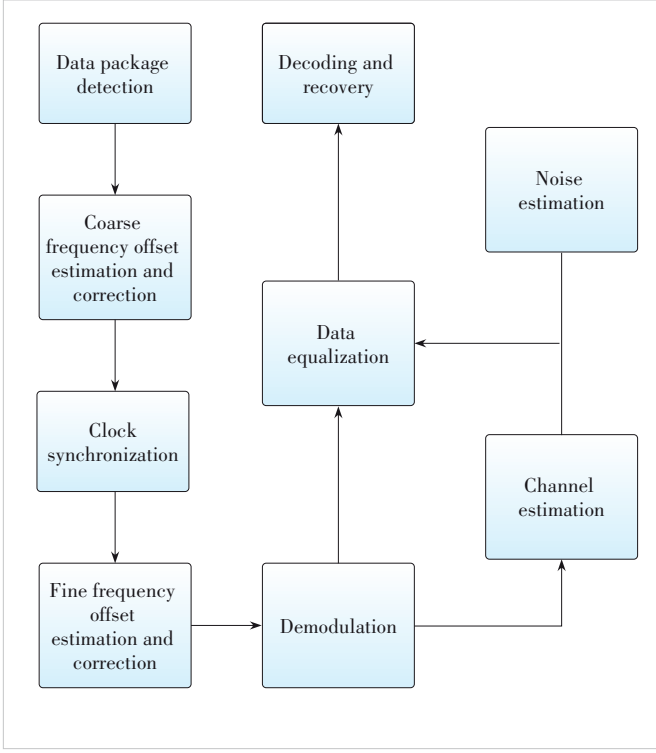 Data package
detection
Coarse
frequency offset
estimation and
correction
Clock
synchronization
Fine frequency
offset
estimation and
correction
Decoding and
recovery
Data
equalization
Demodulation
Noise
estimation
Channel
estimation